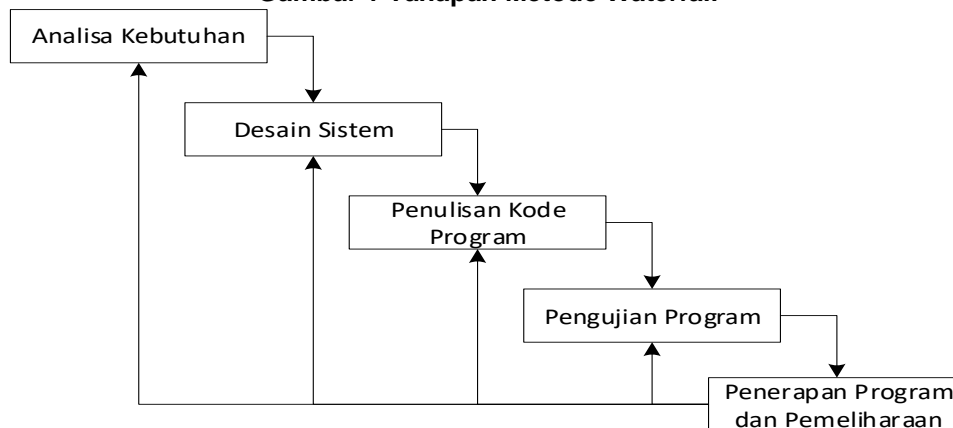 Analisa Kebutuhan
Desain Sistem
Penulisan Kode
Program
Pengujian Program
Penerapan Program
dan Pemeliharaan